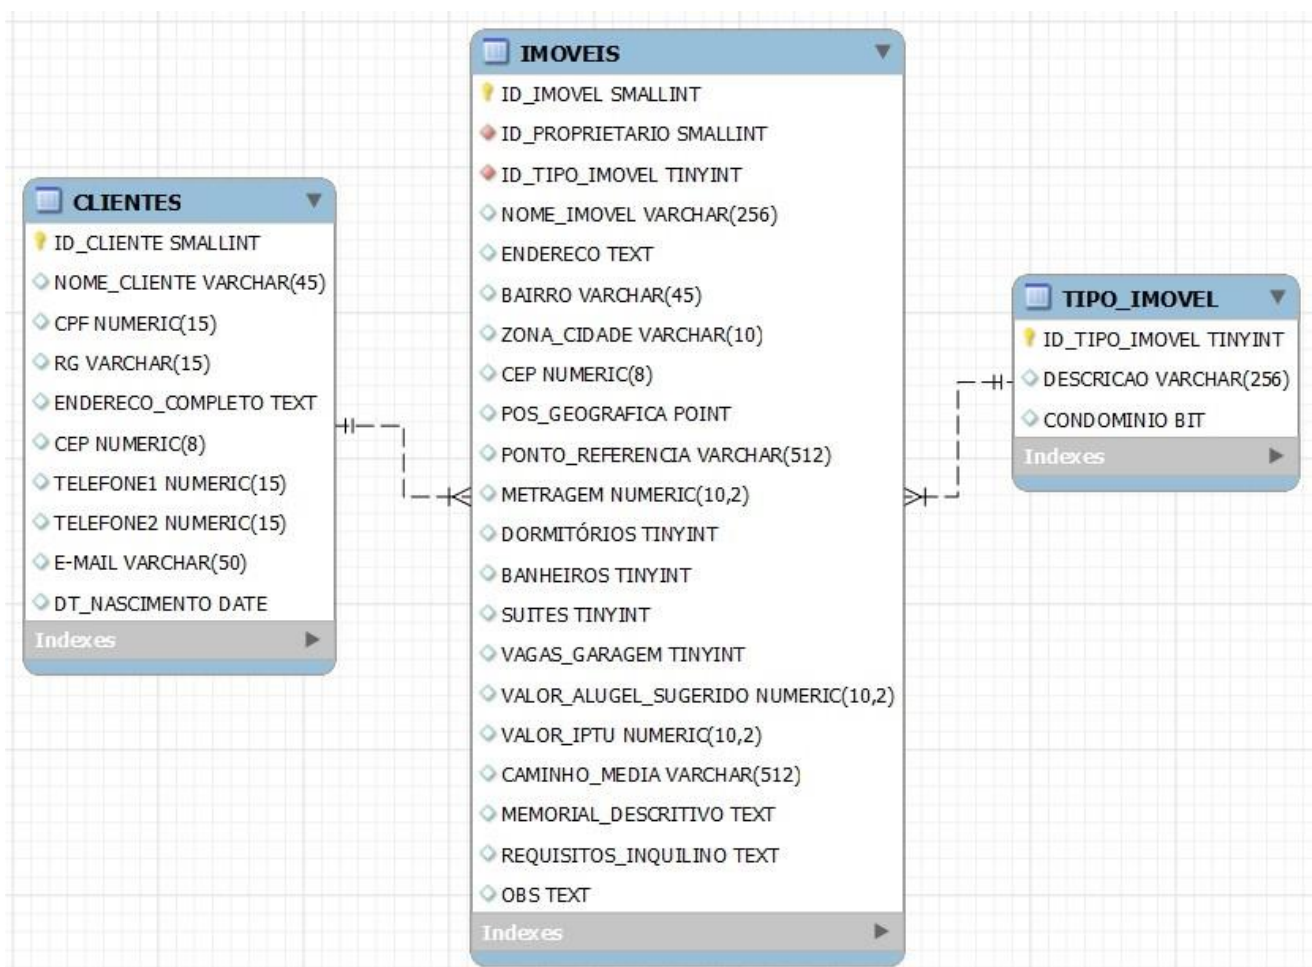 CLIENTES
ID_CLIENTE SMALLINT
NOME_CLIENTE VARCHAR(45)
CPF NUMERIC(15)
RG VARCHAR(15)
ENDERECO_COMPLETO TEXT
CEP NUMERIC(8)
TELEFONE1 NUMERIC(15)
TELEFONE2 NUMERIC(15)
E-MAIL VARCHAR(50)
DT_NASCIMENTO DATE
Indexes
IMOVEIS
ID_IMOVEL SMALLINT
ID_PROPRIETARIO SMALLINT
ID_TIPO_IMOVEL TINYINT
NOME_IMOVEL VARCHAR(256)
ENDERECO TEXT
BAIRRO VARCHAR(45)
ZONA_CIDADE VARCHAR(10)
CEP NUMERIC(8)
POS_GEOGRAFICA POINT
PONTO_REFERENCIA VARCHAR(512)
METRAGEM NUMERIC(10,2)
DORMITÓRIOS TINYINT
BANHEIROS TINYINT
SUITES TINYINT
VAGAS_GARAGEM TINYINT
VALOR_ALUGEL_SUGERIDO NUMERIC(10,2)
VALOR_IPTU NUMERIC(10,2)
CAMINHO_MEDIA VARCHAR(512)
MEMORIAL_DESCRITIVO TEXT
REQUISITOS_INQUILINO TEXT
OBS TEXT
Indexes
TIPO_IMOVEL
ID_TIPO_IMOVEL TINYINT
DESCRICAO VARCHAR(256)
CONDOMINIO BIT
Indexes